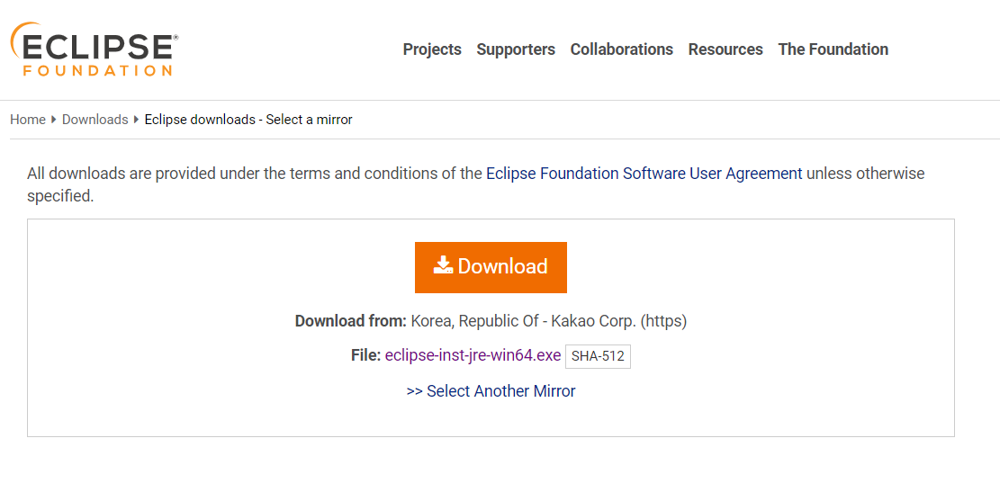 ECLIPSE®
FOUNDATION
Projects Supporters Collaborations Resources The Foundation
Home Downloads Eclipse downloads - Select a mirror
All downloads are provided under the terms and conditions of the Eclipse Foundation Software User Agreement unless otherwise
specified.
Download
Download from: Korea, Republic Of - Kakao Corp. (https)
File: eclipse-inst-jre-win64.exe SHA-512
>> Select Another Mirror